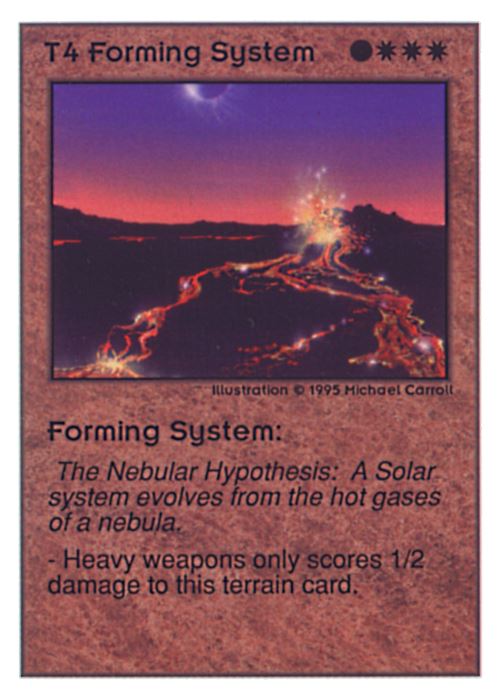 T4 Forming System
Illustration © 1995 Michael Carroll
Forming System:
The Nebular Hypothesis: A Solar
system evolves from the hot gases
of a nebula.
- Heavy weapons only scores 1/2
damage to this terrain card.